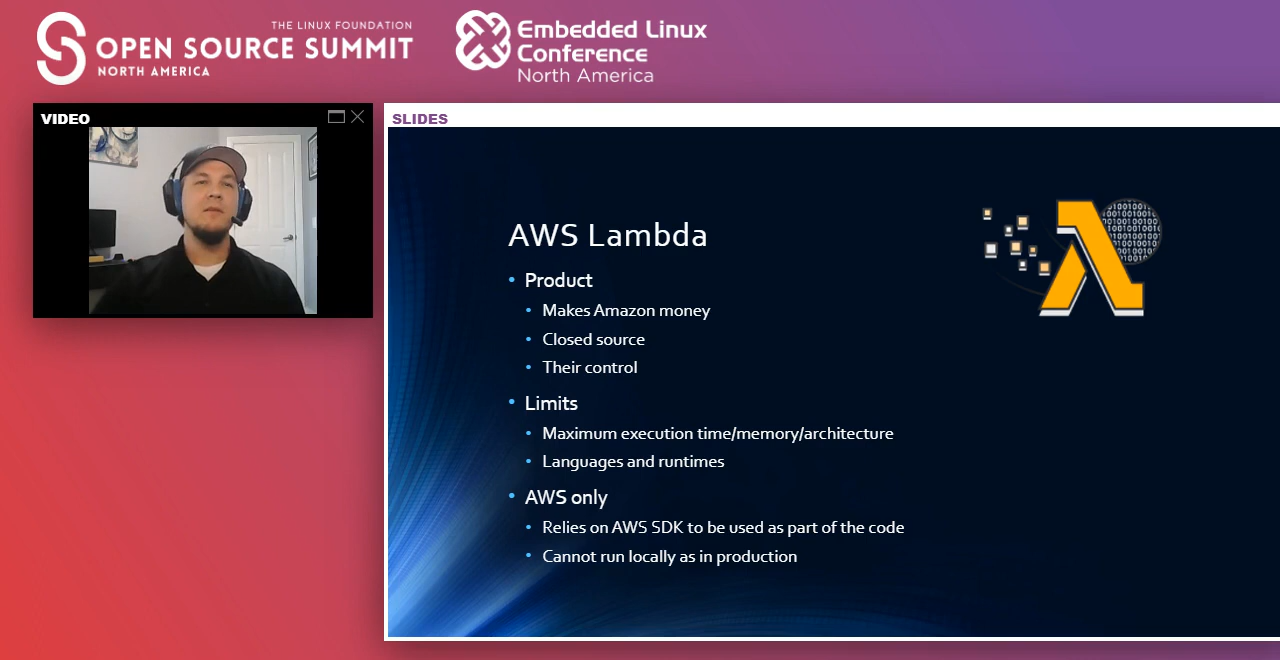 THE LINUX FOUNDATION
OPEN SOURCE SUMMIT
NORTH AMERICA
Embedded Linux
Conference
North America
VIDEO
SLIDES
AWS Lambda
• Product
• Makes Amazon money
• Closed source
• Their control
• Limits
• Maximum execution time/memory/architecture
• Languages and runtimes
• AWS only
• Relies on AWS SDK to be used as part of the code
• Cannot run locally as in production